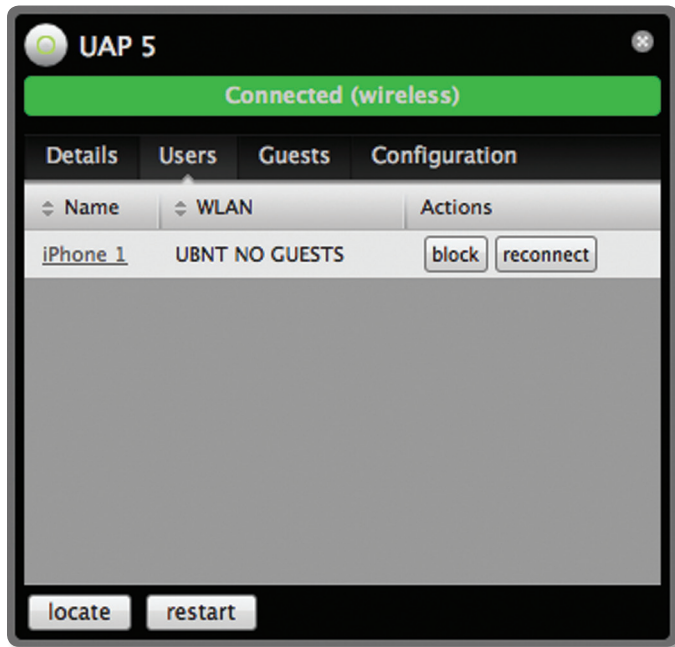 UAP 5
Connected (wireless)
Details Users Guests Configuration
Name WLAN Actions
iPhone 1 UBNT NO GUESTS block reconnect
locate restart